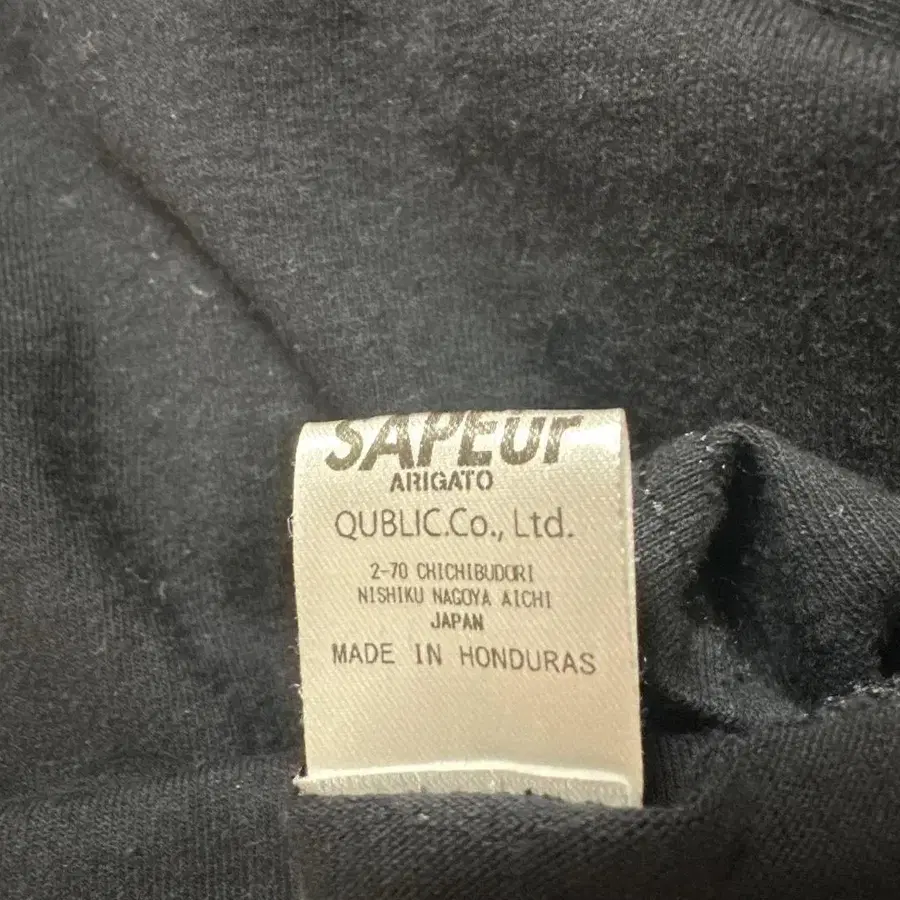 SAPEur
ARIGATO
QUBLIC.Co., Ltd.
2-70 CHICHIBUDORI
NISHIKU NAGOYA AICHI
JAPAN
MADE IN HONDURAS